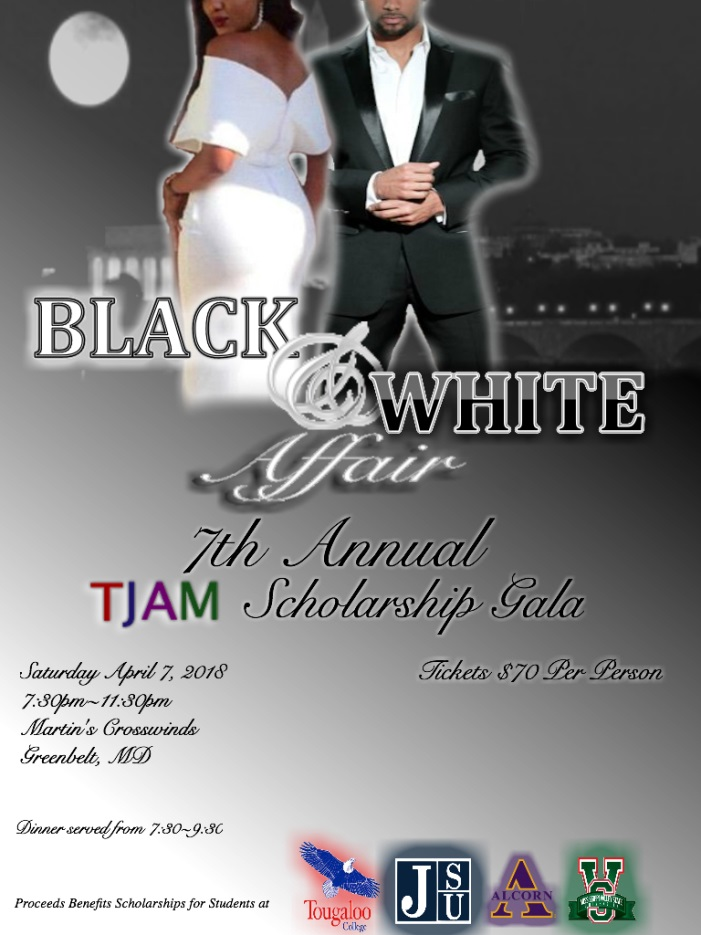 BLACK
& WHITE
Affair
7th Annual
TJAM Scholarship Gala
Saturday April 7, 2018
7:30pm~11:30pm
Martin's Crosswinds
Greenbelt, MD
Tickets $70 Per Person
Dinner served from 7:30~9:30
Proceeds Benefits Scholarships for Students at
Tougaloo
College
JSU
A
ALCORN
VSU